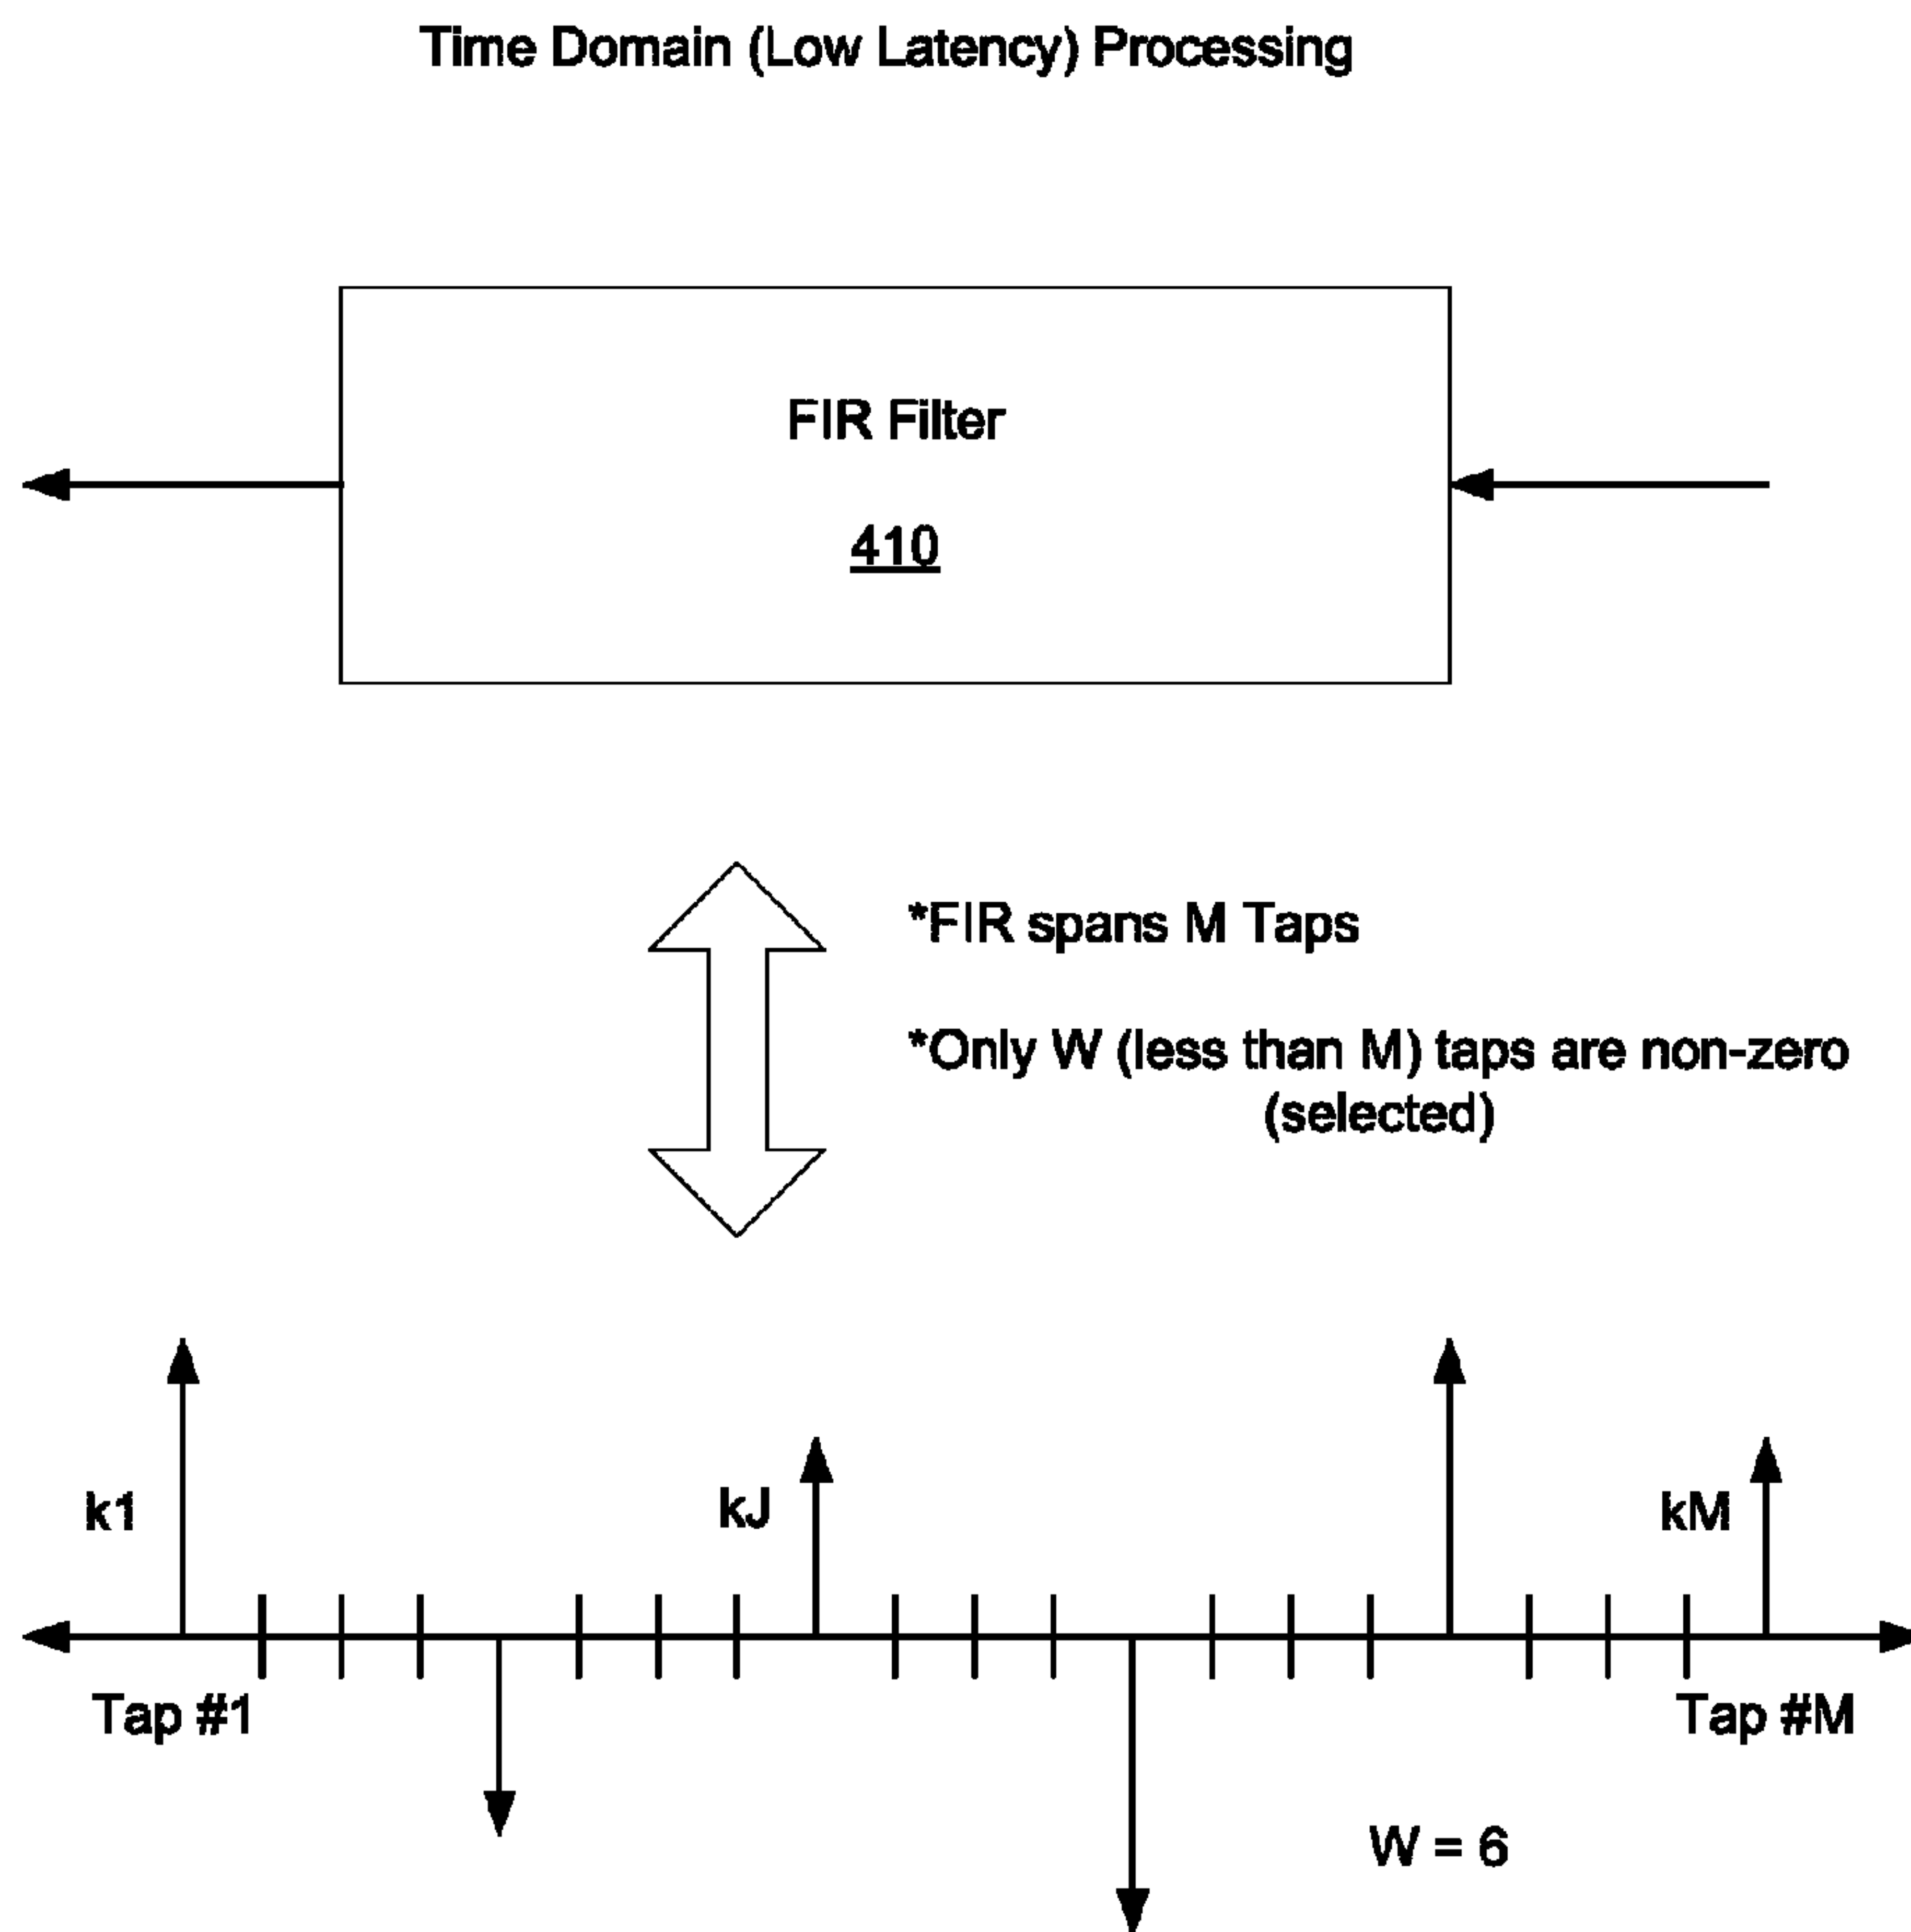 Time Domain (Low Latency) Processing
FIR Filter
410
*FIR spans M Taps
*Only W (less than M) taps are non-zero
(selected)
k1
kJ
kM
Tap #1
Tap #M
W = 6